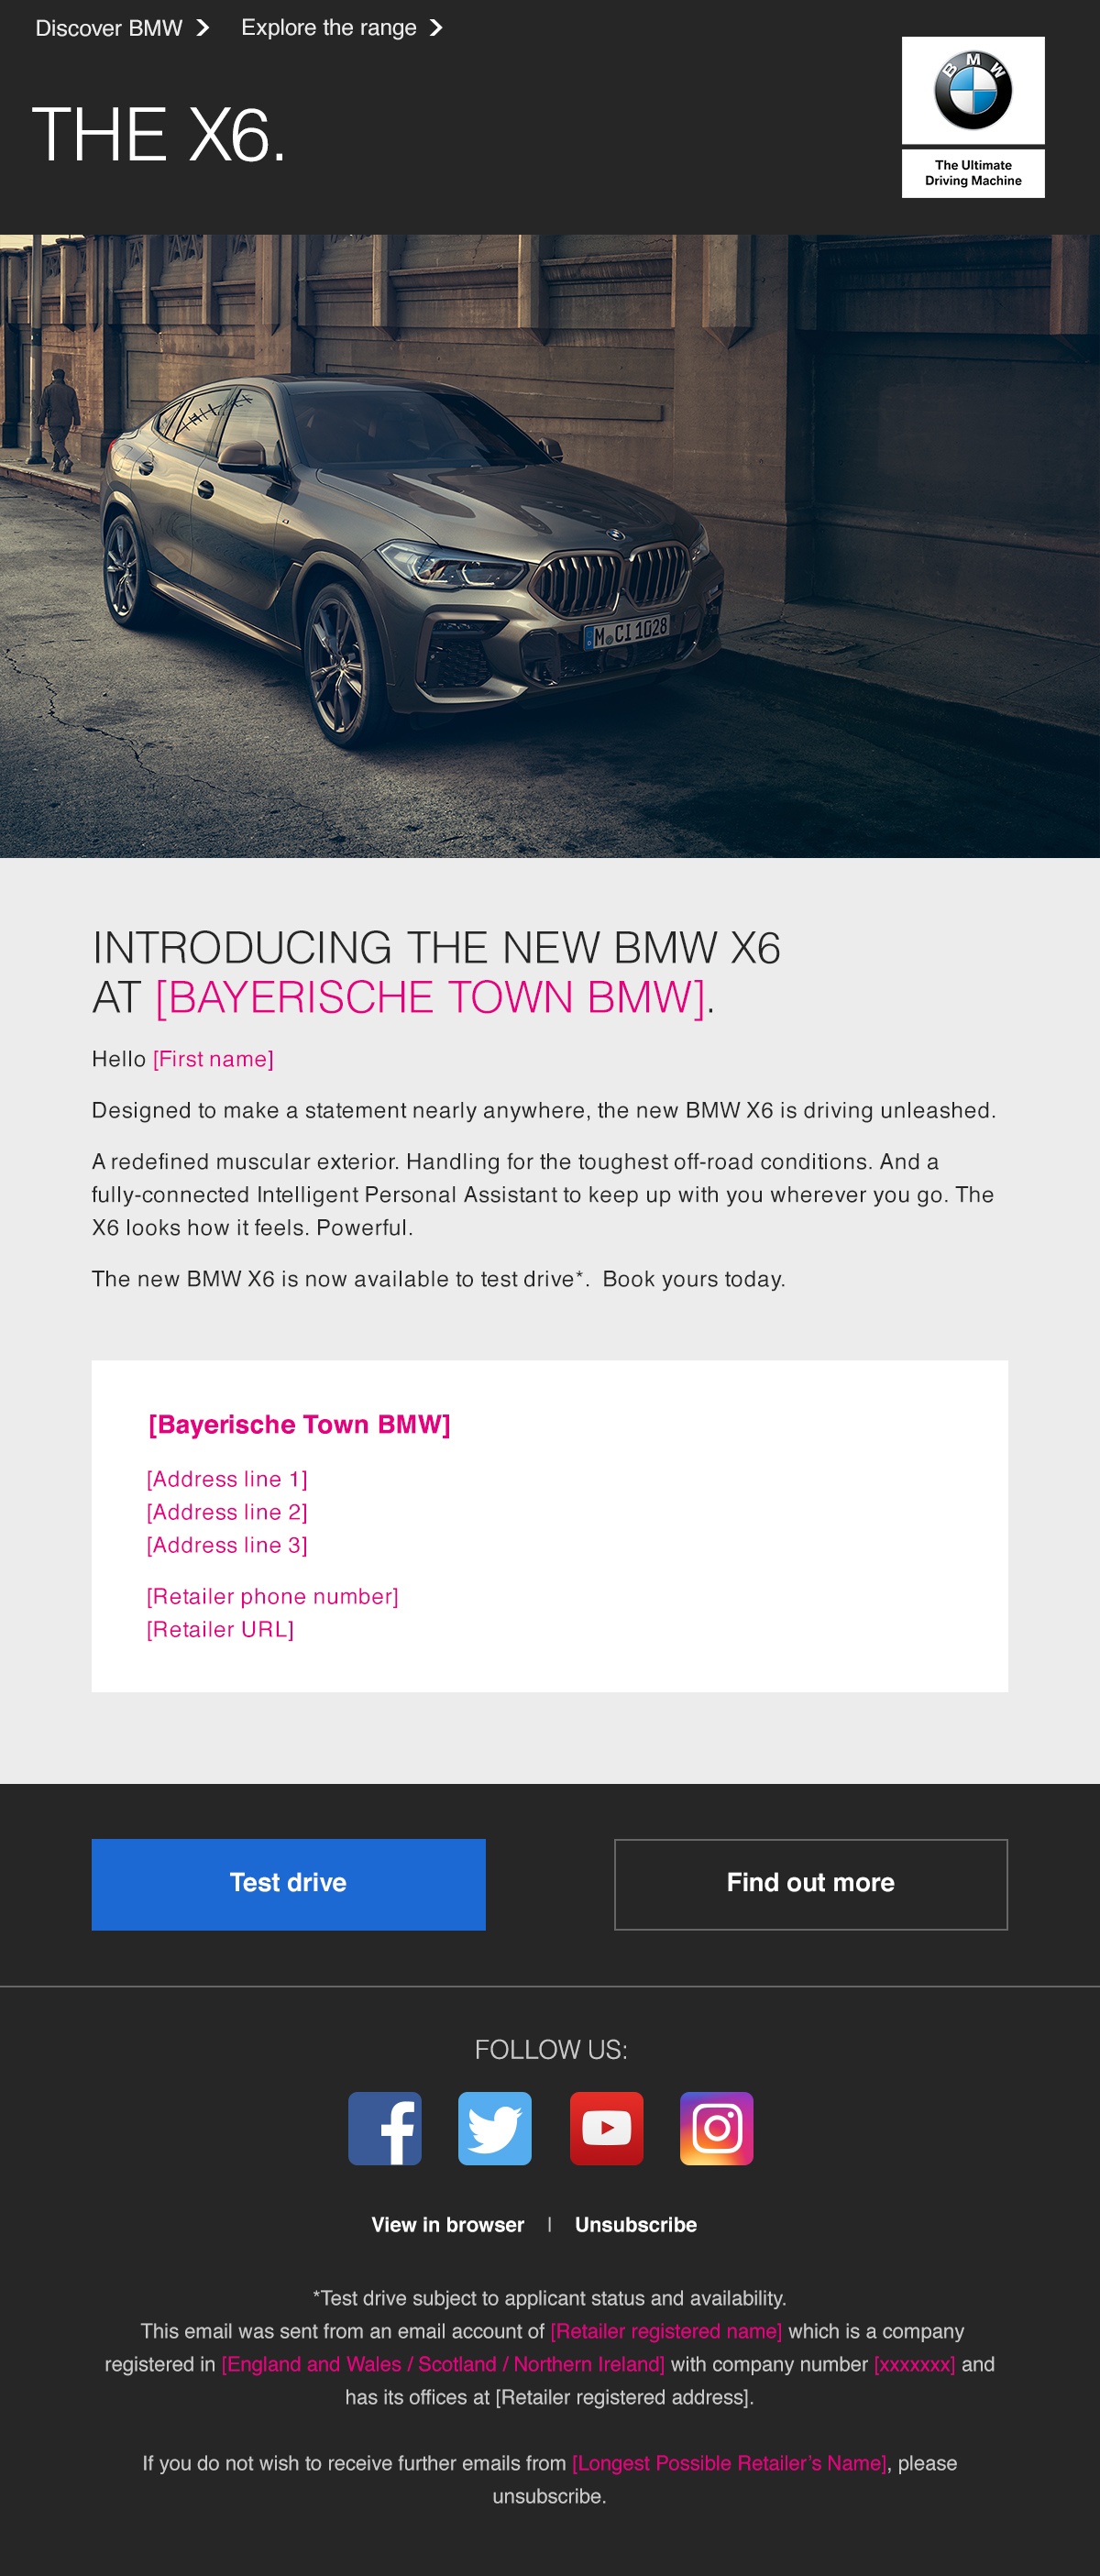 Discover BMW
Explore the range
THE X6.
BMW
The Ultimate
Driving Machine
M CI 1028
INTRODUCING THE NEW BMW X6
AT [BAYERISCHE TOWN BMW].
Hello [First name]
Designed to make a statement nearly anywhere, the new BMW X6 is driving unleashed.
A redefined muscular exterior. Handling for the toughest off-road conditions. And a
fully-connected Intelligent Personal Assistant to keep up with you wherever you go. The
X6 looks how it feels. Powerful.
The new BMW X6 is now available to test drive*.  Book yours today.
[Bayerische Town BMW]
[Address line 1]
[Address line 2]
[Address line 3]
[Retailer phone number]
[Retailer URL]
Test drive
Find out more
FOLLOW US:
View in browser | Unsubscribe
*Test drive subject to applicant status and availability.
This email was sent from an email account of [Retailer registered name] which is a company
registered in [England and Wales / Scotland / Northern Ireland] with company number [xxxxxxx] and
has its offices at [Retailer registered address].
If you do not wish to receive further emails from [Longest Possible Retailer's Name], please
unsubscribe.